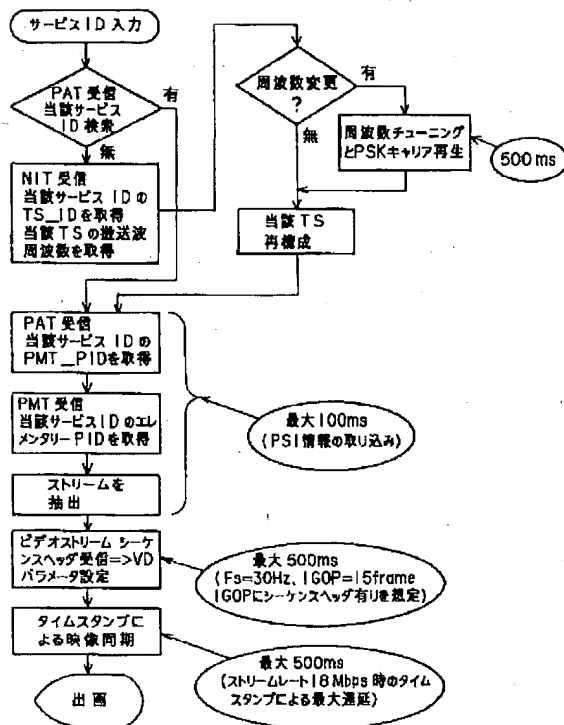 サービスID入力
PAT 受信
当該サービス
ID検索
有
無
NIT 受信
当該サービス IDの
TS_IDを取得
当該TSの搬送波
周波数を取得
周波数変更
?
有
無
周波数チューニング
とPSKキャリア再生
500ms
当該TS
再構成
PAT受信
当該サービス IDの
PMT_PIDを取得
PMT受信
当該サービスIDのエレ
メンタリーPIDを取得
ストリームを
抽出
最大100ms
(PSI情報の取り込み)
ビデオストリーム シーケ
ンスヘッダ受信=>VD
パラメータ設定
最大500ms
(Fs=30Hz、1GOP=15frame
1GOPにシーケンスヘッダ有りを想定)
タイムスタンプに
よる映像同期
最大500ms
(ストリームレート18Mbps時のタイム
スタンプによる最大遅延)
出画